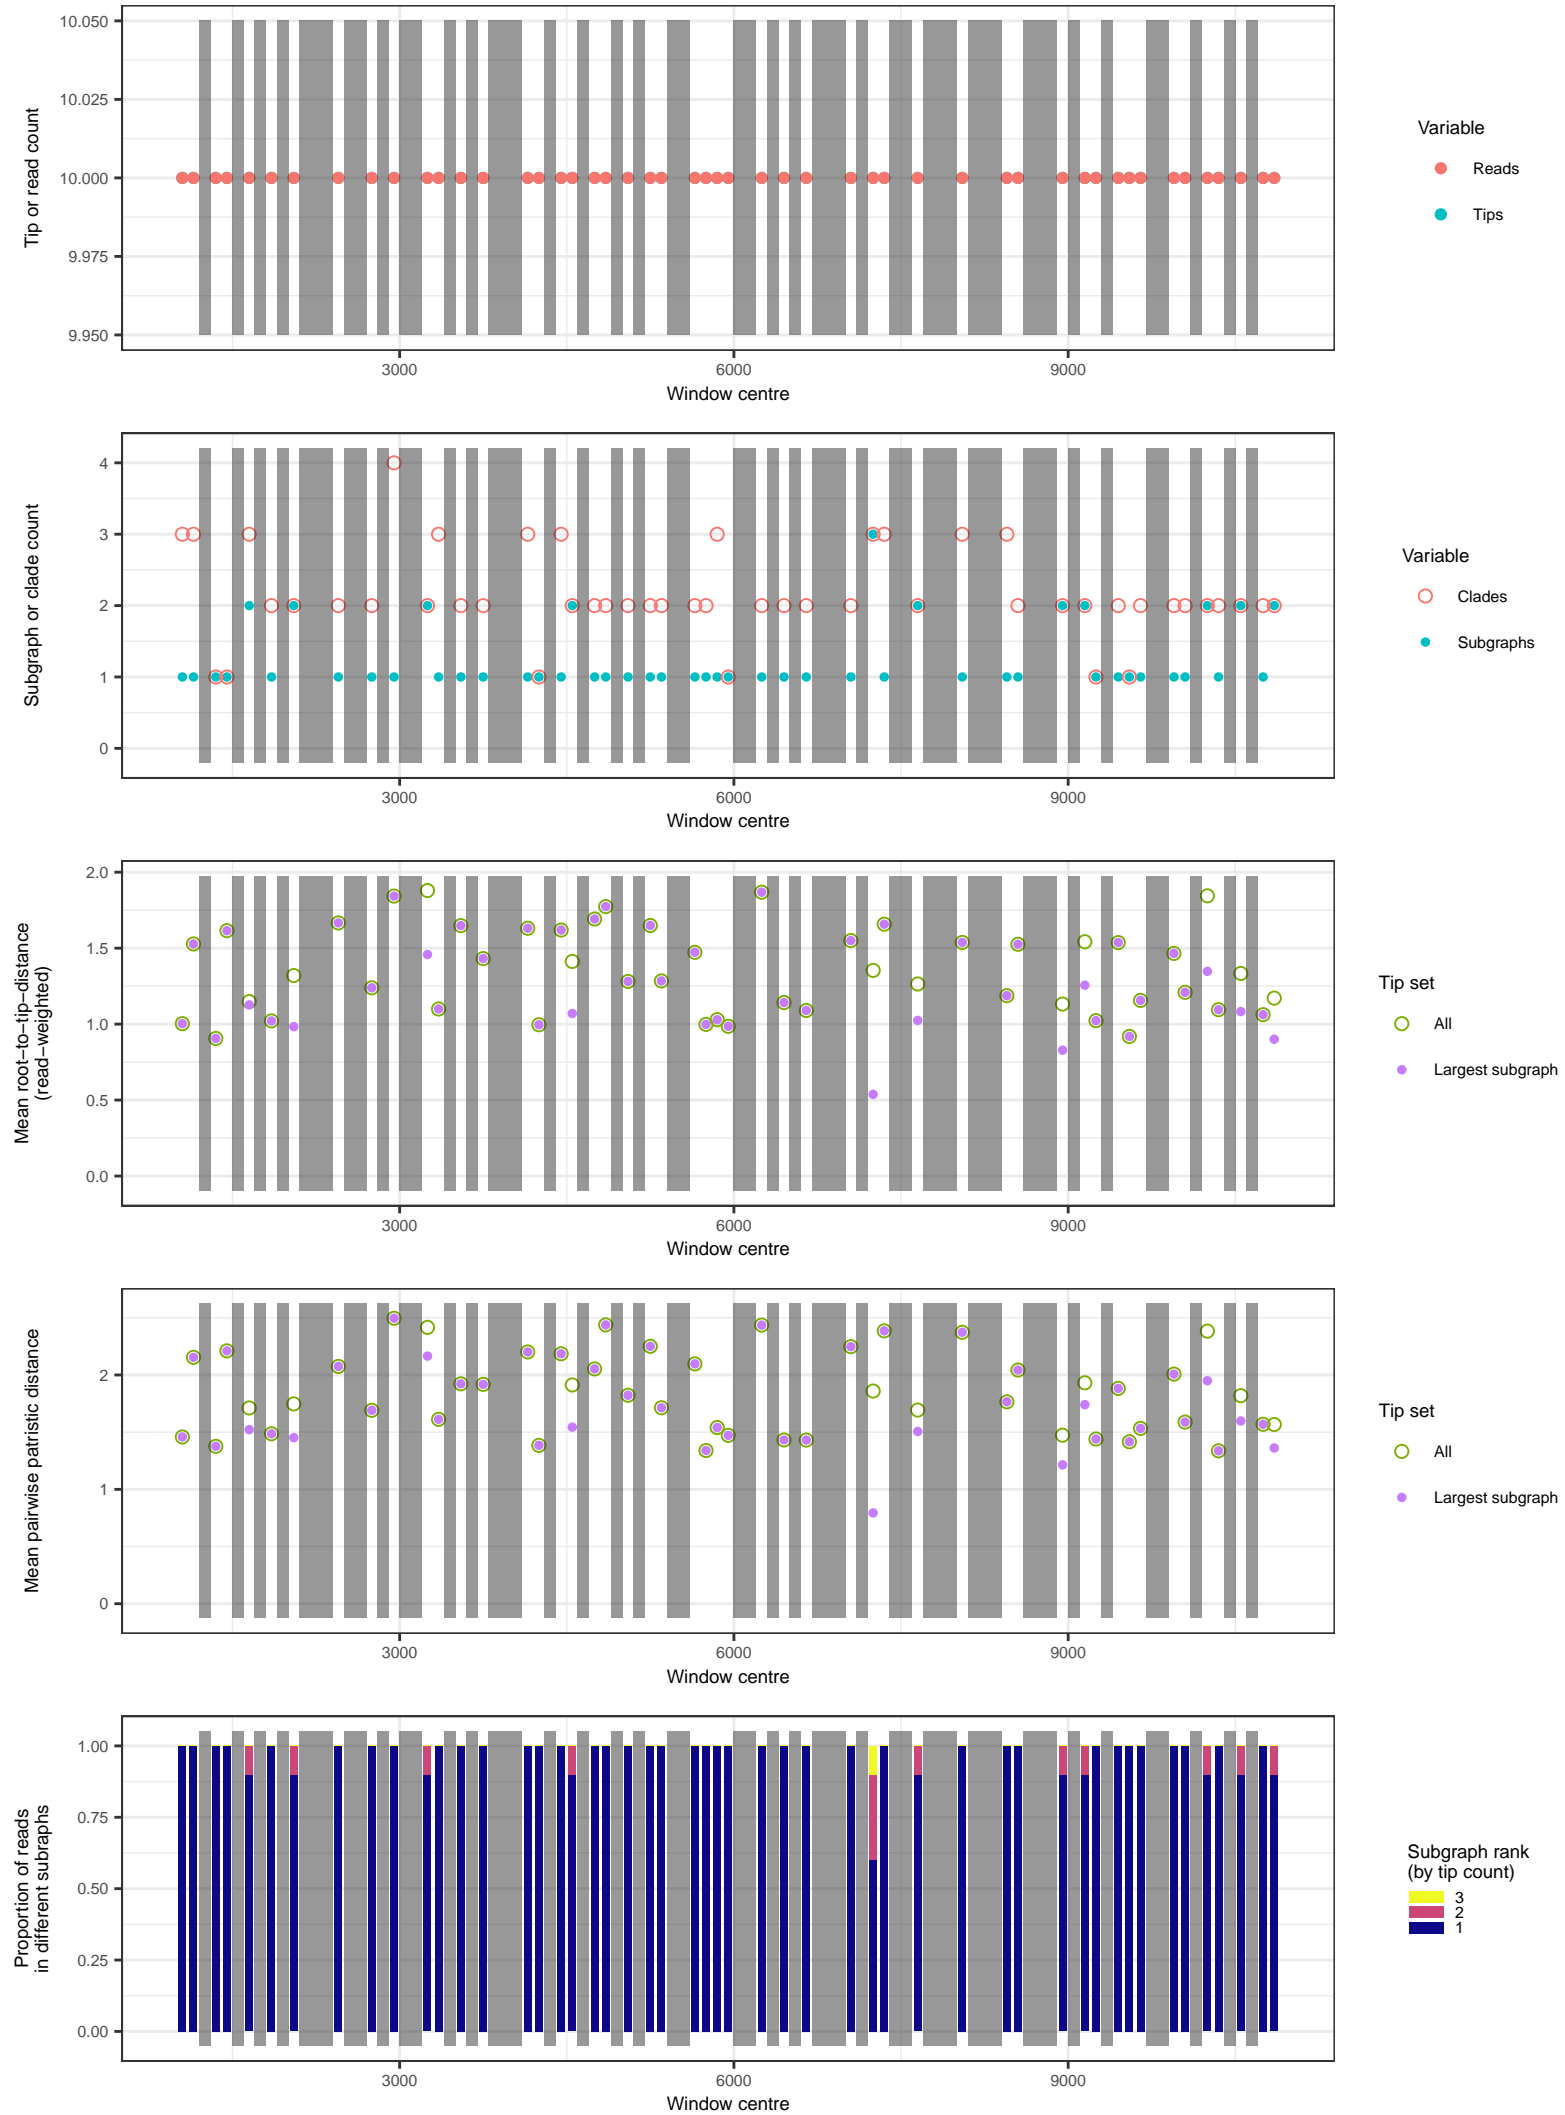 10.050
10.025
10.000
9.975
9.950
Tip or read count
3000 6000 9000
Window centre
Variable
Reads
Tips
4
3
2
1
0
Subgraph or clade count
3000 6000 9000
Window centre
Variable
Clades
Subgraphs
2.0
1.5
1.0
0.5
0.0
Mean root−to−tip−distance
(read−weighted)
3000 6000 9000
Window centre
Tip set
All
Largest subgraph
2
1
0
Mean pairwise patristic distance
3000 6000 9000
Window centre
Tip set
All
Largest subgraph
1.00
0.75
0.50
0.25
0.00
Proportion of reads
in different subraphs
3000 6000 9000
Window centre
Subgraph rank
(by tip count)
3
2
1